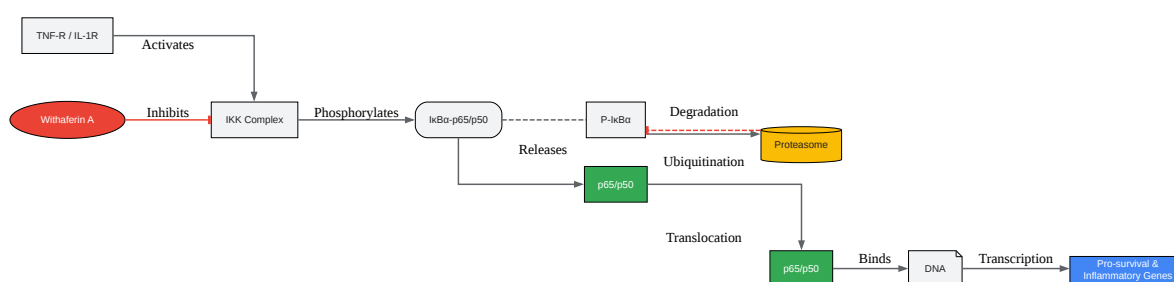 TNF-R / IL-1R
Activates
Withaferin A
Inhibits
IKK Complex
Phosphorylates
IκBα-p65/p50
P-IκBα
Degradation
Proteasome
Releases
Ubiquitination
p65/p50
Translocation
p65/p50
Binds
DNA
Transcription
Pro-survival &
Inflammatory Genes